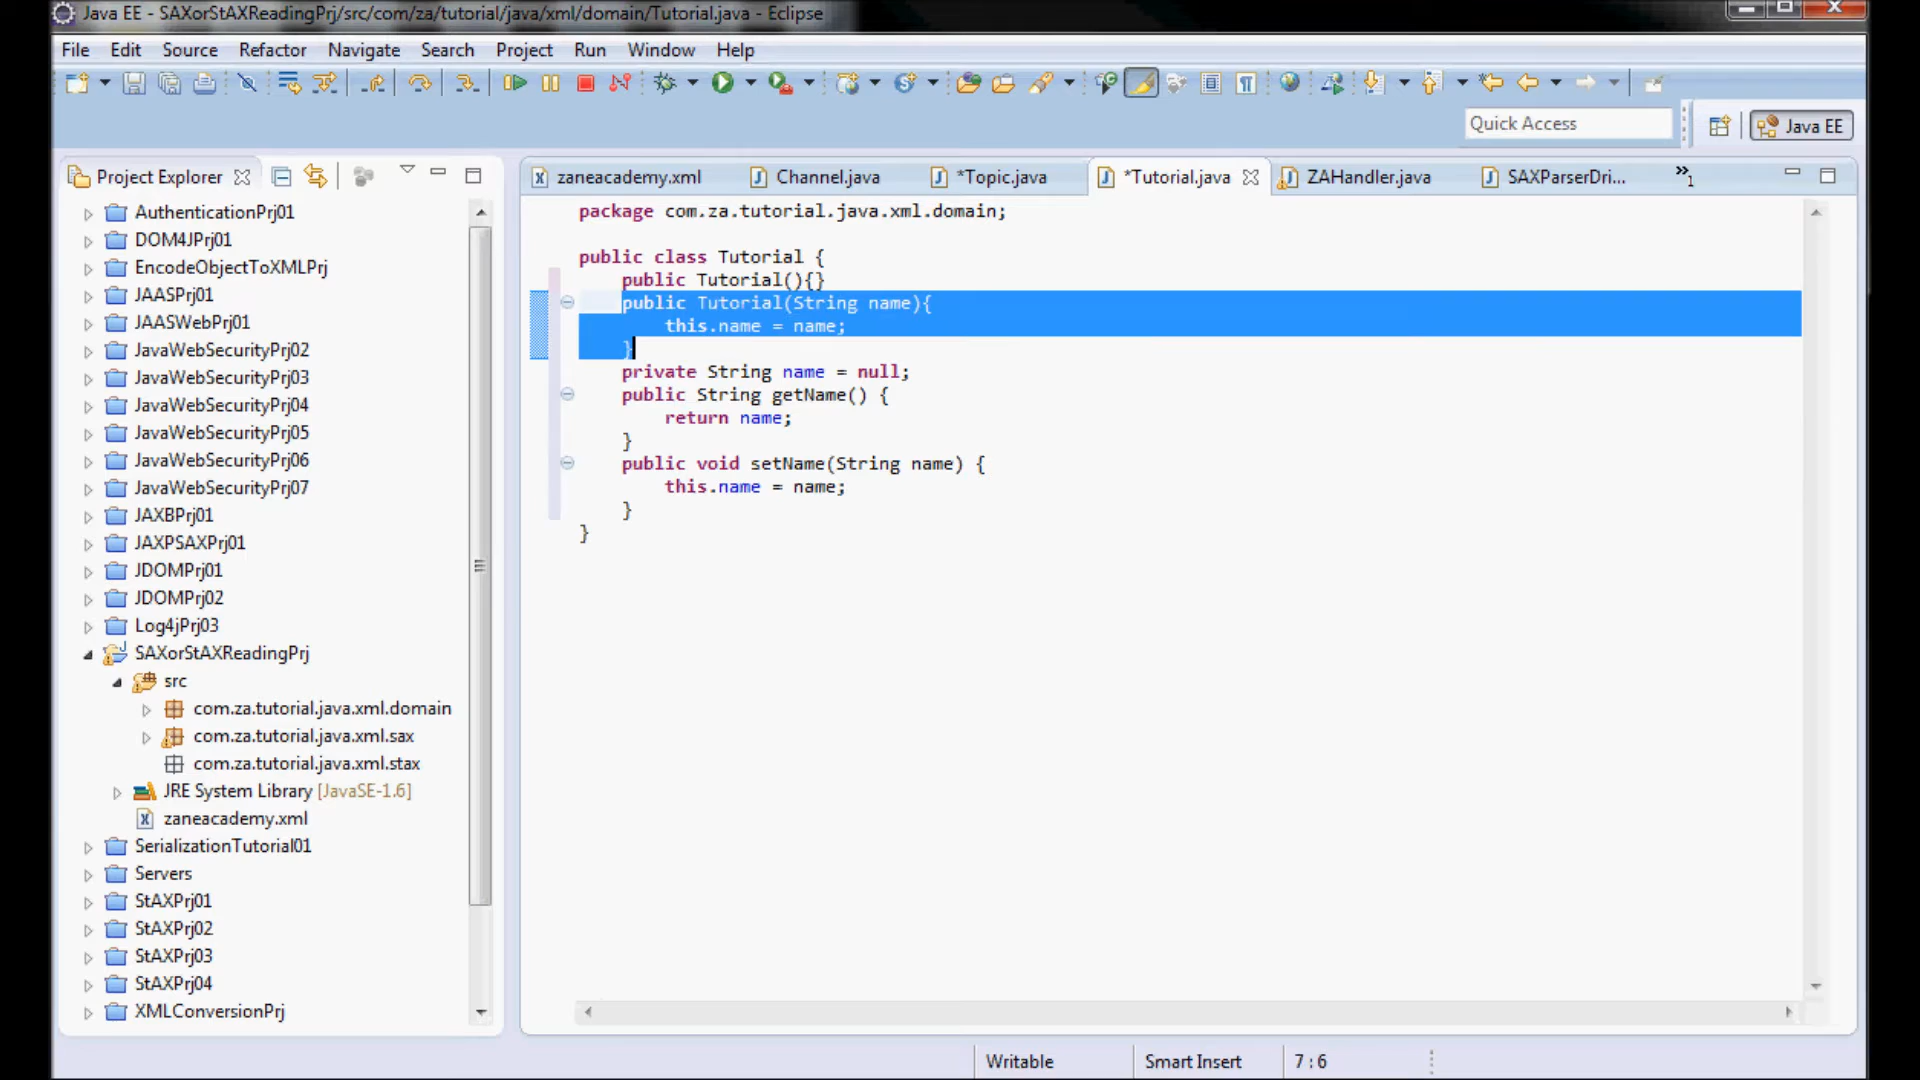 Java EE - SAXorStAXReadingPrj/src/com/za/tutorial/java/xml/domain/Tutorial.java - Eclipse
File Edit Source Refactor Navigate Search Project Run Window Help
Quick Access
Java EE
Project Explorer
AuthenticationPrj01
DOM4JPrj01
EncodeObjectToXMLPrj
JAASPrj01
JAASWebPrj01
JavaWebSecurityPrj02
JavaWebSecurityPrj03
JavaWebSecurityPrj04
JavaWebSecurityPrj05
JavaWebSecurityPrj06
JavaWebSecurityPrj07
JAXBPrj01
JAXPSAXPrj01
JDOMPrj01
JDOMPrj02
Log4jPrj03
SAXorStAXReadingPrj
src
com.za.tutorial.java.xml.domain
com.za.tutorial.java.xml.sax
com.za.tutorial.java.xml.stax
JRE System Library [JavaSE-1.6]
zaneacademy.xml
SerializationTutorial01
Servers
StAXPrj01
StAXPrj02
StAXPrj03
StAXPrj04
XMLConversionPrj
zaneacademy.xml Channel.java *Topic.java *Tutorial.java ZAHandler.java SAXParserDri... »1
package com.za.tutorial.java.xml.domain;
public class Tutorial {
public Tutorial(){}
public Tutorial(String name){
this.name = name;
}
private String name = null;
public String getName() {
return name;
}
public void setName(String name) {
this.name = name;
}
}
Writable Smart Insert 7 : 6